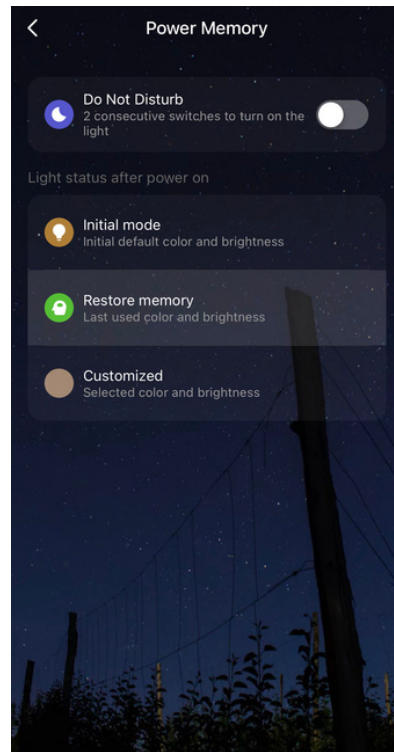 Power Memory
Do Not Disturb
2 consecutive switches to turn on the
light
Light status after power on
Initial mode
Initial default color and brightness
Restore memory
Last used color and brightness
Customized
Selected color and brightness